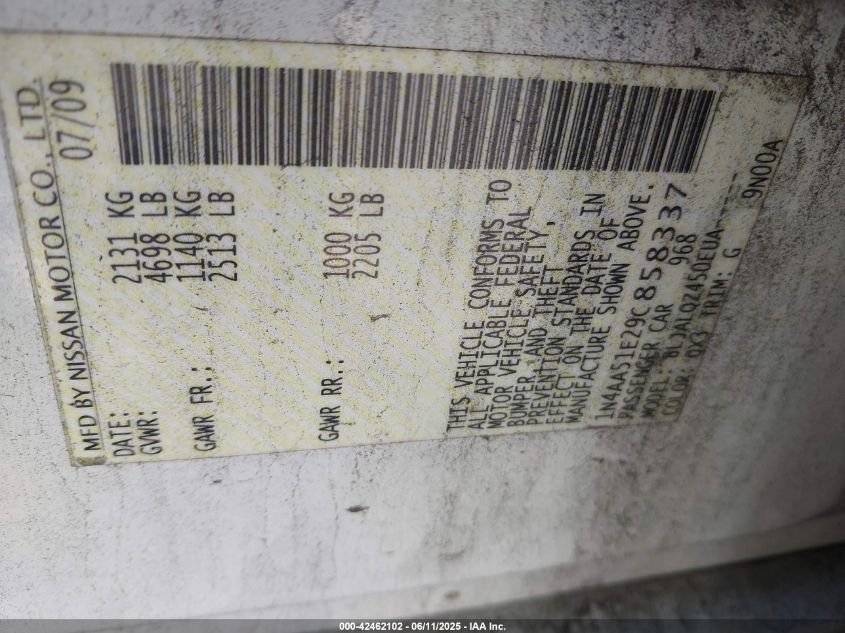 MFD BY NISSAN MOTOR CO., LTD.
DATE: 07/09
GVWR: 2131 KG
4698 LB
GAWR FR.: 1140 KG
2513 LB
GAWR RR.: 1000 KG
2205 LB
THIS VEHICLE CONFORMS TO
ALL APPLICABLE FEDERAL
MOTOR VEHICLE SAFETY,
BUMPER, AND THEFT
PREVENTION STANDARDS IN
EFFECT ON THE DATE OF
MANUFACTURE SHOWN ABOVE.
1N4AA51E29C858337
PASSENGER CAR 968
MODEL: BLJALQZ450EUA-----
COLOR: QX3 TRIM: G 9N00A
000-42462102 - 06/11/2025 - IAA Inc.